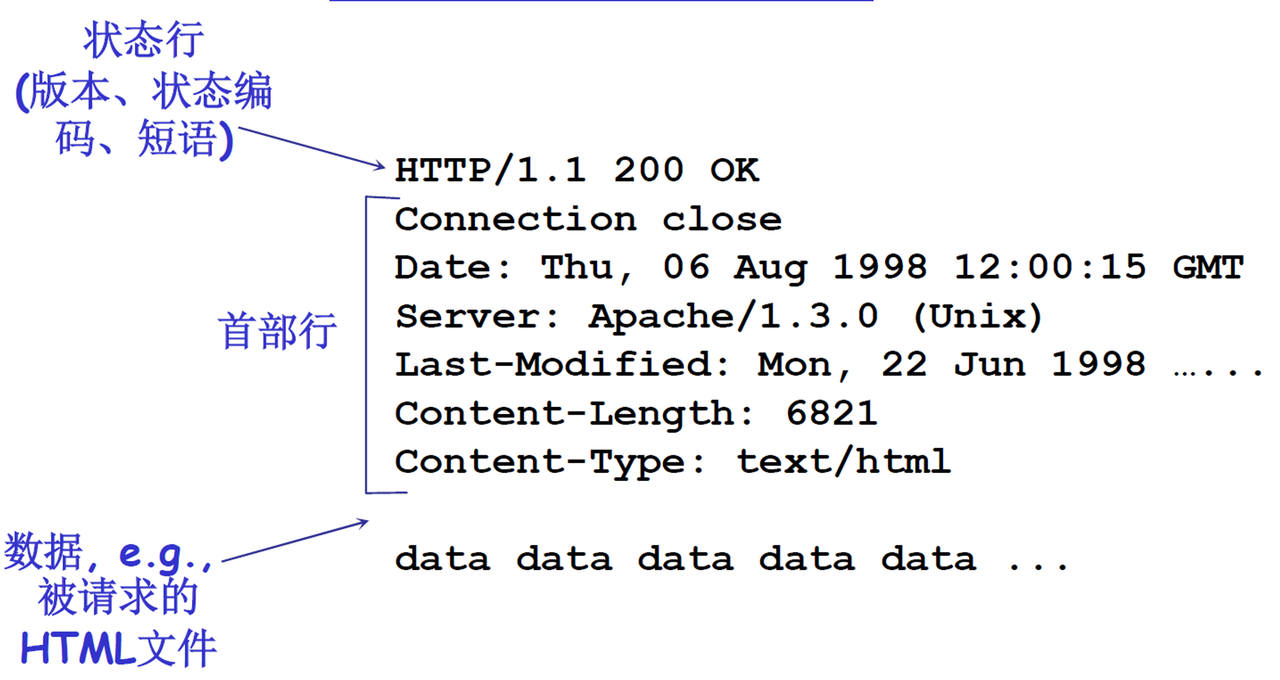 状态行
(版本、状态编
码、短语)
HTTP/1.1 200 OK
Connection close
Date: Thu, 06 Aug 1998 12:00:15 GMT
Server: Apache/1.3.0 (Unix)
Last-Modified: Mon, 22 Jun 1998 …...
Content-Length: 6821
Content-Type: text/html
首部行
data data data data data ...
数据, e.g.,
被请求的
HTML文件